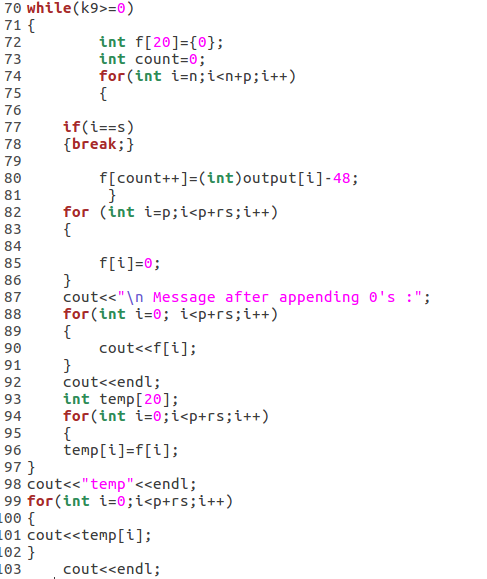 70 while(k9>=0)
71 {
72         int f[20]={0};
73         int count=0;
74         for(int i=n;i<n+p;i++)
75         {
76
77     if(i==s)
78     {break;}
79
80         f[count++]=(int)output[i]-48;
81          }
82     for (int i=p;i<p+rs;i++)
83     {
84
85         f[i]=0;
86     }
87     cout<<"\n Message after appending 0's :";
88     for(int i=0; i<p+rs;i++)
89     {
90         cout<<f[i];
91     }
92     cout<<endl;
93     int temp[20];
94     for(int i=0;i<p+rs;i++)
95     {
96     temp[i]=f[i];
97 }
98 cout<<"temp"<<endl;
99 for(int i=0;i<p+rs;i++)
100 {
101 cout<<temp[i];
102 }
103     cout<<endl;